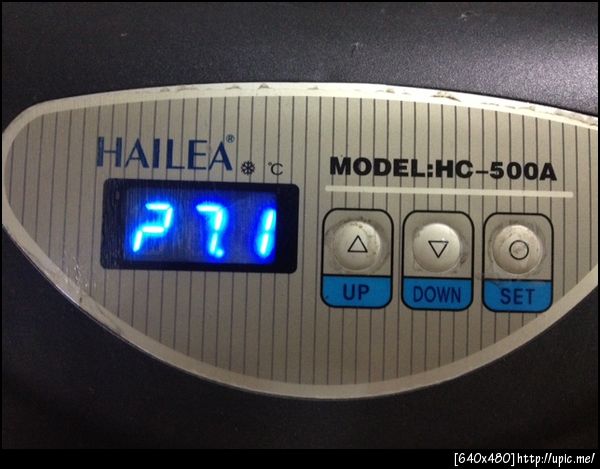 HAILEA® ❄ °C
MODEL:HC-500A
27.1
△ ▽ ○
UP DOWN SET
[640x480]http://upic.me/